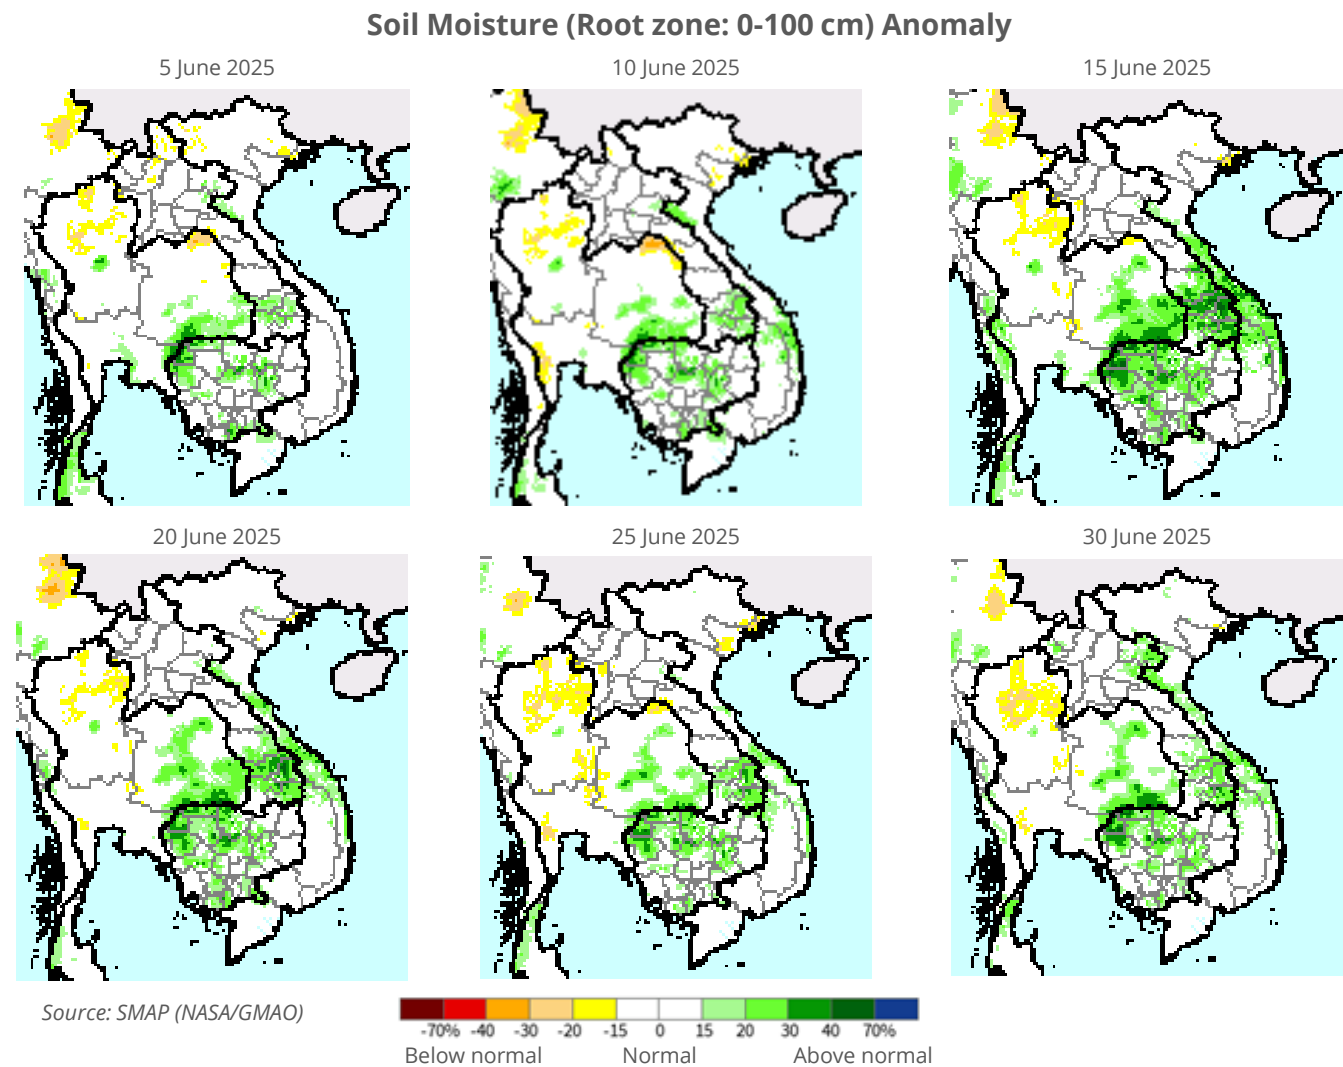 Soil Moisture (Root zone: 0-100 cm) Anomaly
5 June 2025
10 June 2025
15 June 2025
20 June 2025
25 June 2025
30 June 2025
Source: SMAP (NASA/GMAO)
-70% -40 -30 -20 -15 0 15 20 30 40 70%
Below normal Normal Above normal